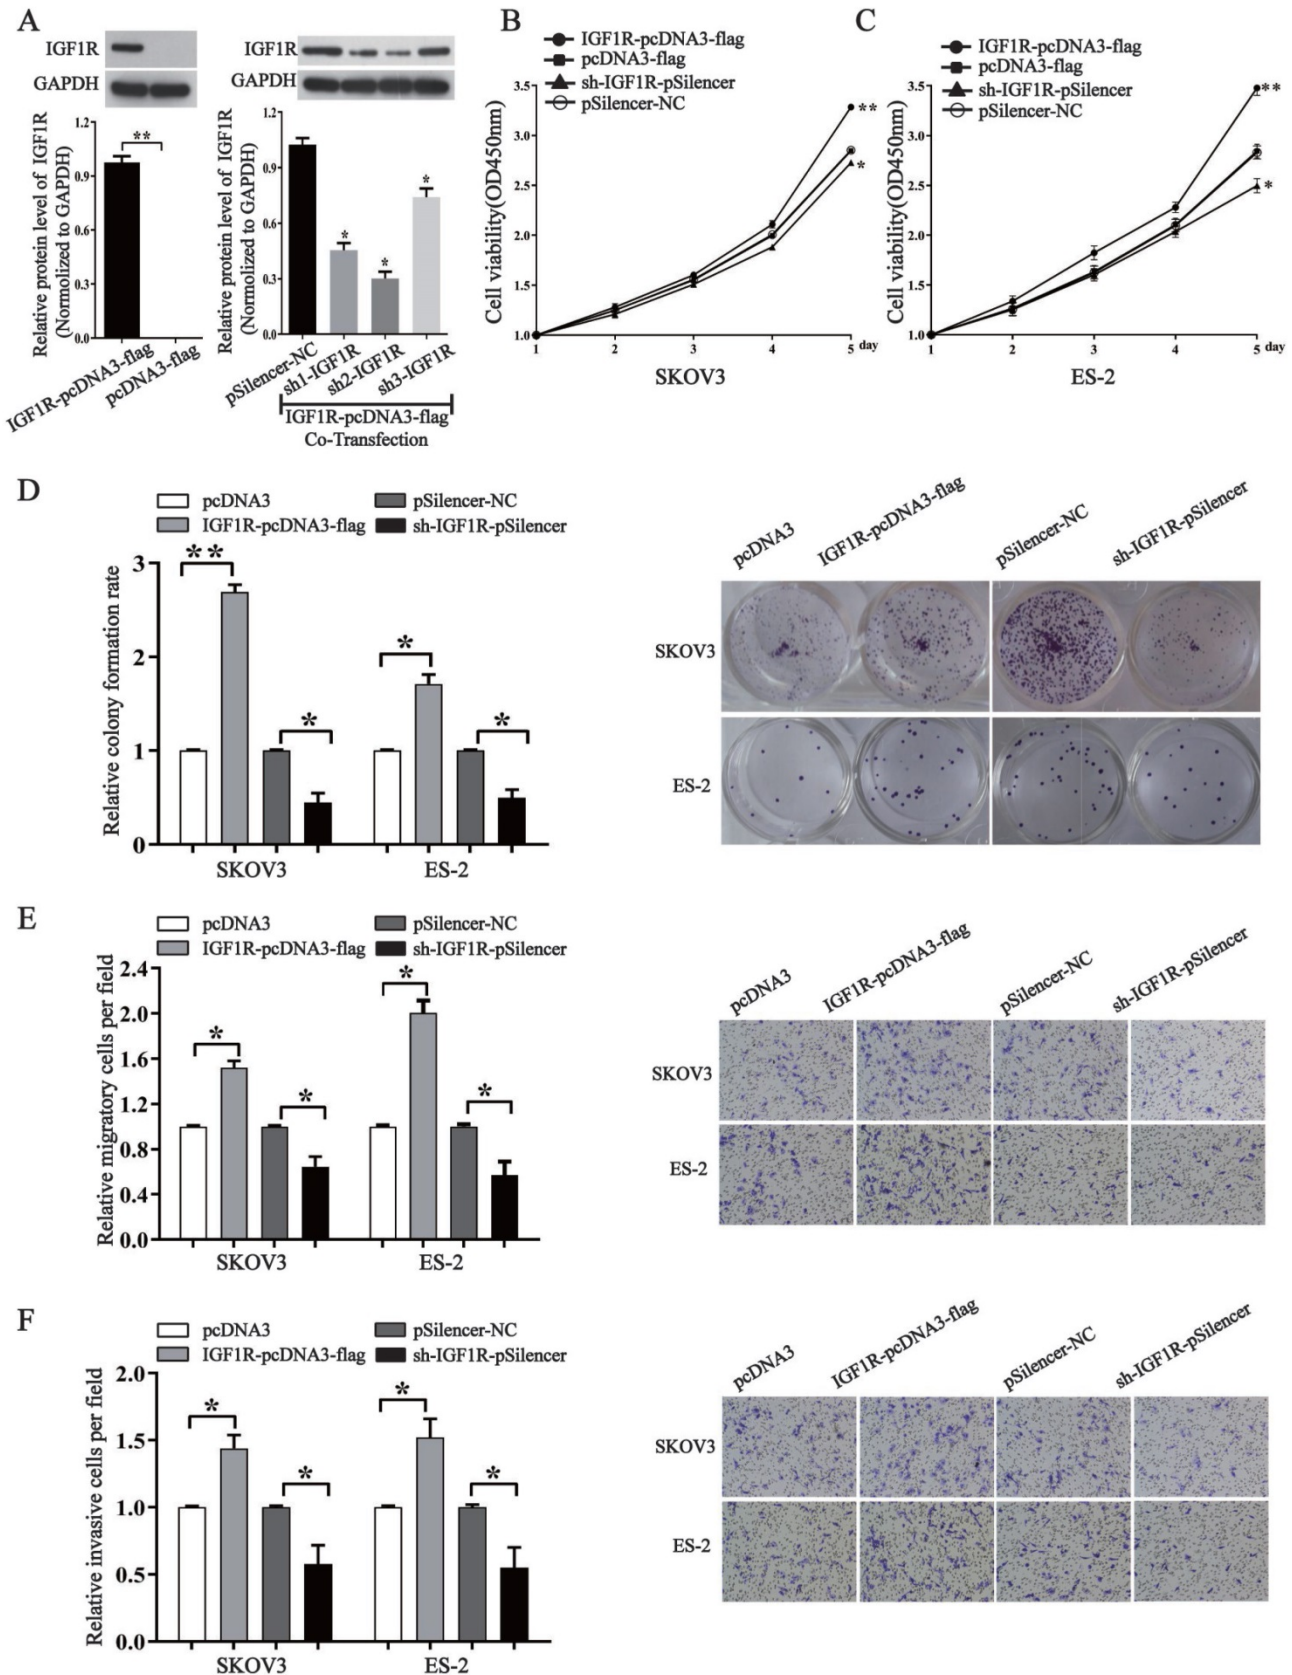 A
IGF1R
GAPDH
Relative protein level of IGF1R
(Normolized to GAPDH)
1.2
0.9
0.6
0.3
0.0
**
IGF1R-pcDNA3-flag
pcDNA3-flag
IGF1R
GAPDH
Relative protein level of IGF1R
(Normolized to GAPDH)
1.2
0.9
0.6
0.3
0.0
*
*
*
pSilencer-NC
sh1-IGF1R
sh2-IGF1R
sh3-IGF1R
IGF1R-pcDNA3-flag
Co-Transfection
B
IGF1R-pcDNA3-flag
pcDNA3-flag
sh-IGF1R-pSilencer
pSilencer-NC
Cell viability(OD450nm)
3.5
3.0
2.5
2.0
1.5
1.0
**
*
1 2 3 4 5 day
SKOV3
C
IGF1R-pcDNA3-flag
pcDNA3-flag
sh-IGF1R-pSilencer
pSilencer-NC
Cell viability(OD450nm)
3.5
3.0
2.5
2.0
1.5
1.0
**
*
1 2 3 4 5 day
ES-2
D
pcDNA3
IGF1R-pcDNA3-flag
pSilencer-NC
sh-IGF1R-pSilencer
Relative colony formation rate
3
2
1
0
**
*
*
*
SKOV3 ES-2
pcDNA3
IGF1R-pcDNA3-flag
pSilencer-NC
sh-IGF1R-pSilencer
SKOV3
ES-2
E
pcDNA3
IGF1R-pcDNA3-flag
pSilencer-NC
sh-IGF1R-pSilencer
Relative migratory cells per field
2.4
2.0
1.6
1.2
0.8
0.4
0.0
*
*
*
*
SKOV3 ES-2
pcDNA3
IGF1R-pcDNA3-flag
pSilencer-NC
sh-IGF1R-pSilencer
SKOV3
ES-2
F
pcDNA3
IGF1R-pcDNA3-flag
pSilencer-NC
sh-IGF1R-pSilencer
Relative invasive cells per field
2.0
1.5
1.0
0.5
0.0
*
*
*
*
SKOV3 ES-2
pcDNA3
IGF1R-pcDNA3-flag
pSilencer-NC
sh-IGF1R-pSilencer
SKOV3
ES-2